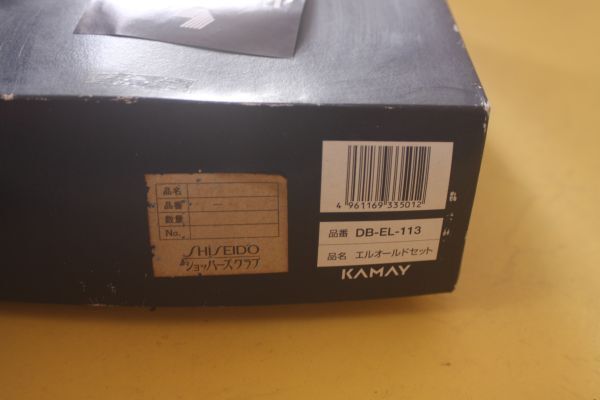 品名
品番
数量
No.
SHISEIDO
ショッパーズクラブ
4 961169 335012
品番 DB-EL-113
品名 エルオールドセット
KAMAY